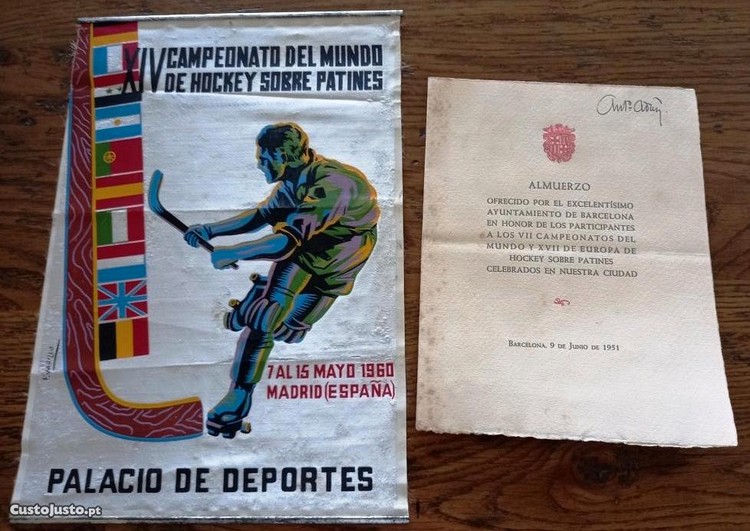 XIV CAMPEONATO DEL MUNDO
DE HOCKEY SOBRE PATINES
7 AL 15 MAYO 1960
MADRID (ESPAÑA)
PALACIO DE DEPORTES
ALMUERZO
OFRECIDO POR EL EXCELENTÍSIMO
AYUNTAMIENTO DE BARCELONA
EN HONOR DE LOS PARTICIPANTES
A LOS VII CAMPEONATOS DEL
MUNDO Y XVII DE EUROPA DE
HOCKEY SOBRE PATINES
CELEBRADOS EN NUESTRA CIUDAD
BARCELONA, 9 DE JUNIO DE 1951
CustoJusto.pt